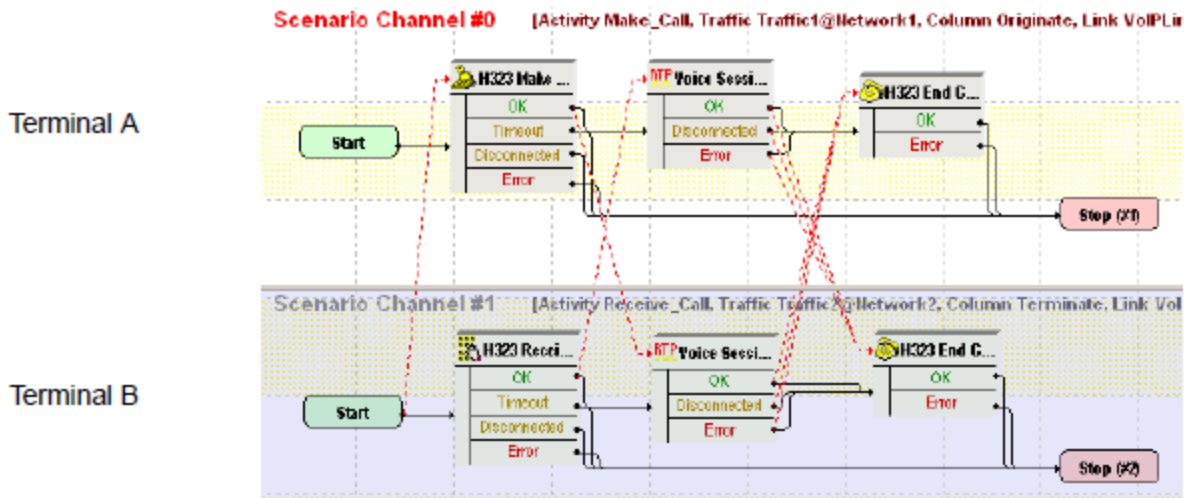 Scenario Channel #0 [Activity Make_Call, Traffic Traffic1@Network1, Column Originate, Link VoIPLin
Terminal A
Start
H323 Make ...
OK
Timeout
Disconnected
Error
RTP Voice Sessi...
OK
Disconnected
Error
H323 End C...
OK
Error
Stop (#1)
Scenario Channel #1 [Activity Receive_Call, Traffic Traffic2@Network2, Column Terminate, Link VoI
Terminal B
Start
H323 Recei...
OK
Timeout
Disconnected
Error
RTP Voice Sessi...
OK
Disconnected
Error
H323 End C...
OK
Error
Stop (#2)